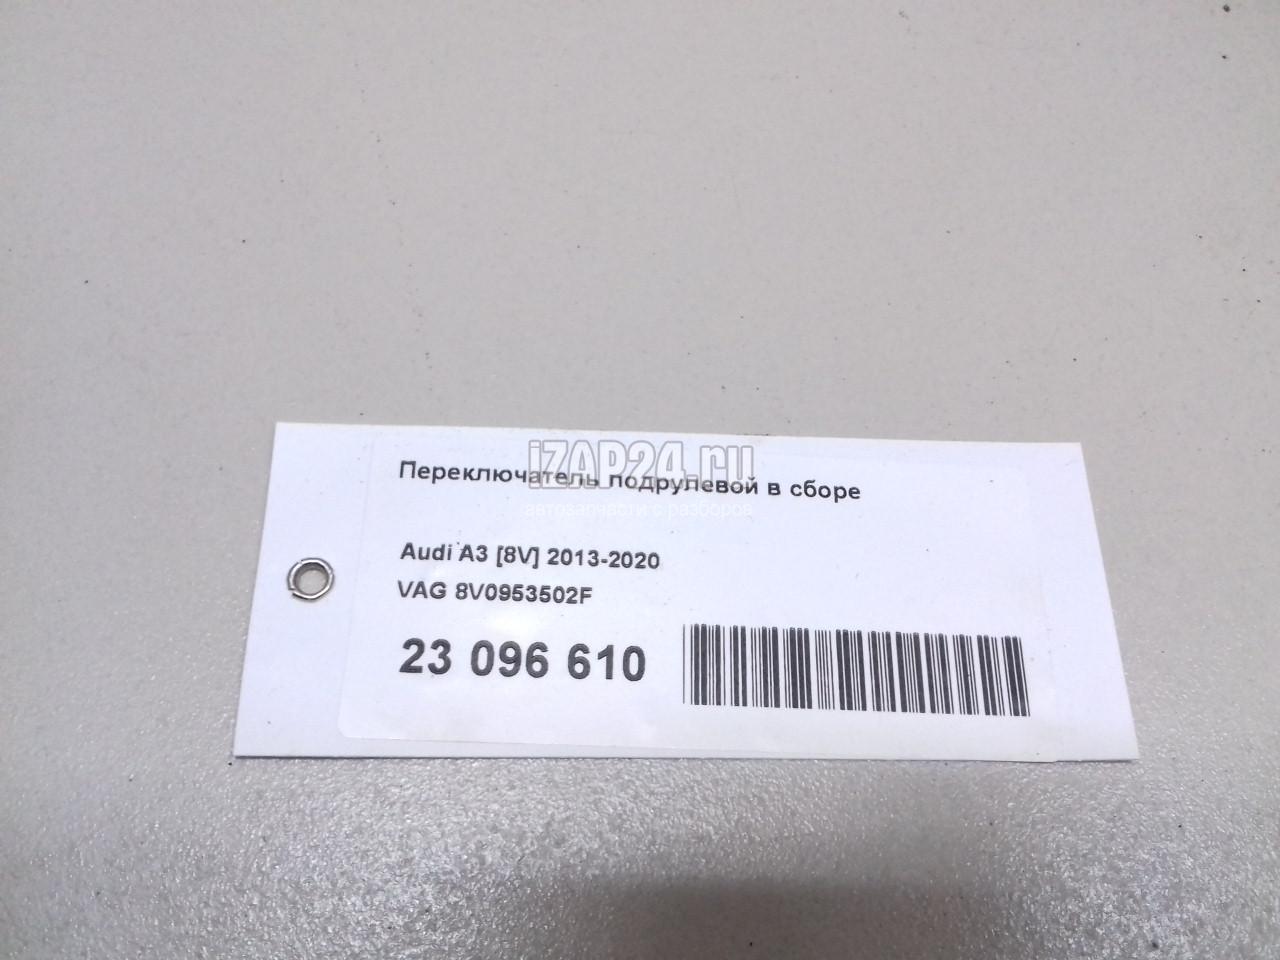 iZAP24.ru
Переключатель подрулевой в сборе
автозапчасти с разборов
Audi A3 [8V] 2013-2020
VAG 8V0953502F
23 096 610